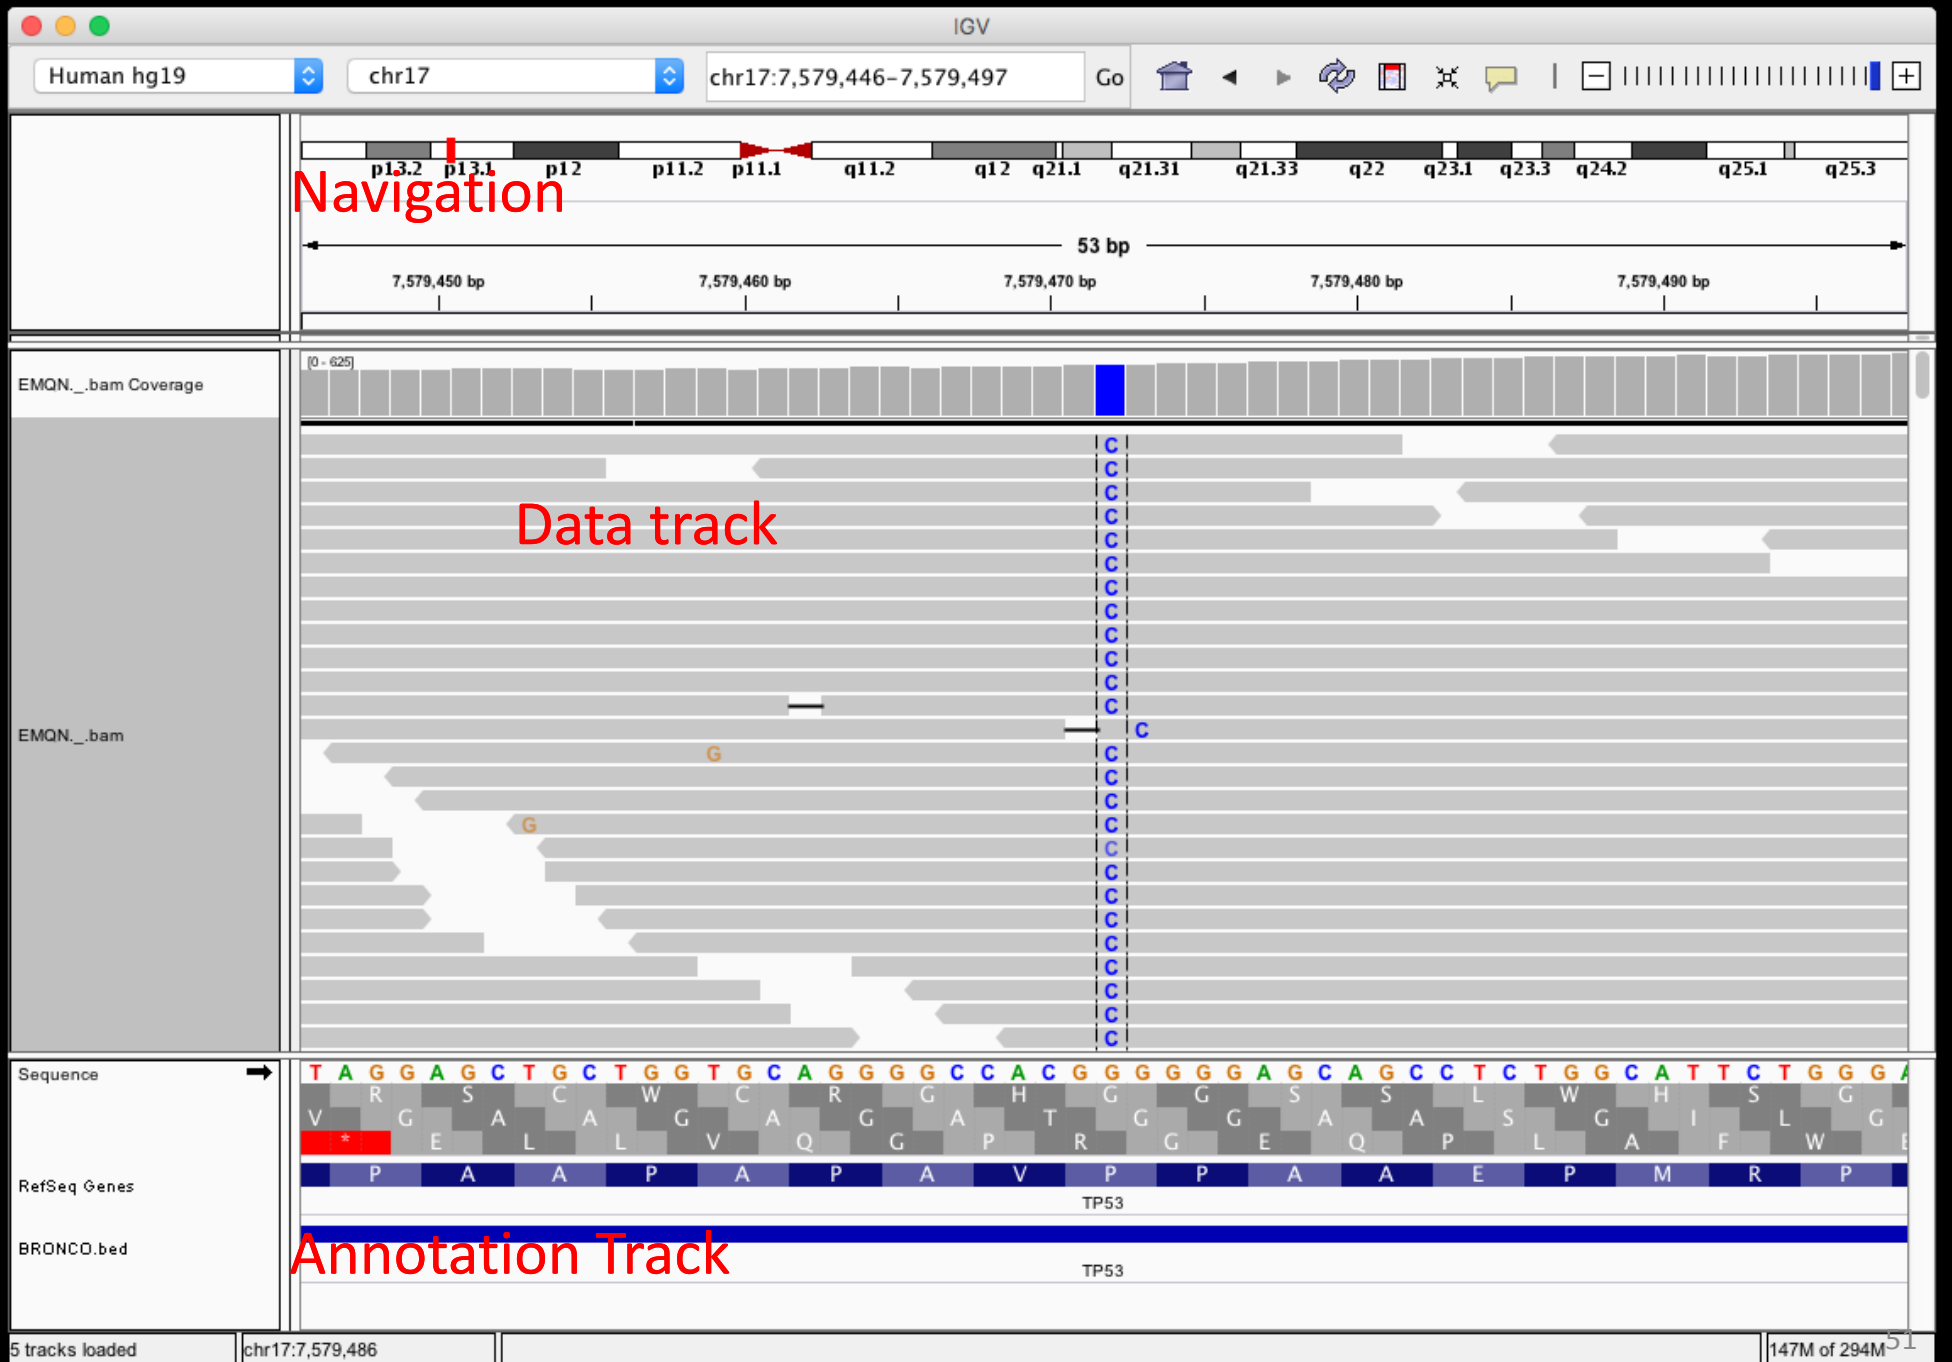 IGV
Human hg19 chr17 chr17:7,579,446-7,579,497 Go
p13.2 p13.1 p12 p11.2 p11.1 q11.2 q12 q21.1 q21.31 q21.33 q22 q23.1 q23.3 q24.2 q25.1 q25.3
Navigation
53 bp
7,579,450 bp 7,579,460 bp 7,579,470 bp 7,579,480 bp 7,579,490 bp
[0 - 625]
EMQN._.bam Coverage
C
C
C
Data track
C
C
C
C
C
C
C
C
C
EMQN._.bam
C
G C
C
C
G C
C
C
C
C
C
C
C
C
C
Sequence T A G G A G C T G C T G G T G C A G G G G C C A C G G G G G G A G C A G C C T C T G G C A T T C T G G G A
R S C W C R G H G G S S L W H S G
V G A A G A G A T G G A A S G I L G
* E L L V Q G P R G E Q P L A F W E
RefSeq Genes P A A P A P A V P P A A E P M R P
TP53
BRONCO.bed
Annotation Track
TP53
5 tracks loaded chr17:7,579,486 147M of 294M
51